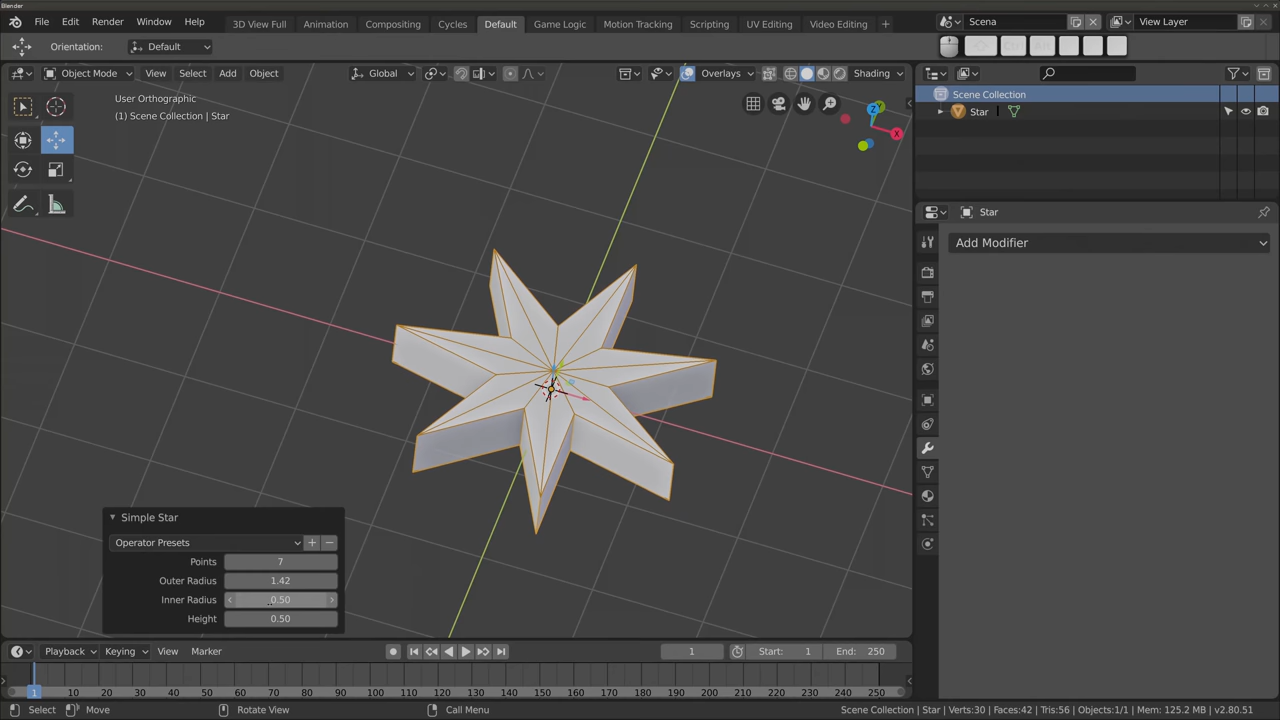 Blender
File Edit Render Window Help 3D View Full Animation Compositing Cycles Default Game Logic Motion Tracking Scripting UV Editing Video Editing Scena View Layer
Orientation: Default
Object Mode View Select Add Object Global Overlays Shading
User Orthographic
(1) Scene Collection | Star
Z
Y
X
Scene Collection
Star
Star
Add Modifier
Simple Star
Operator Presets
Points 7
Outer Radius 1.42
Inner Radius 0.50
Height 0.50
Playback Keying View Marker 1 Start: 1 End: 250
1 10 20 30 40 50 60 70 80 90 100 110 120 130 140 150 160 170 180 190 200 210 220 230 240 250
Select Move Rotate View Call Menu Scene Collection | Star | Verts:30 | Faces:42 | Tris:56 | Objects:1/1 | Mem: 125.2 MB | v2.80.51